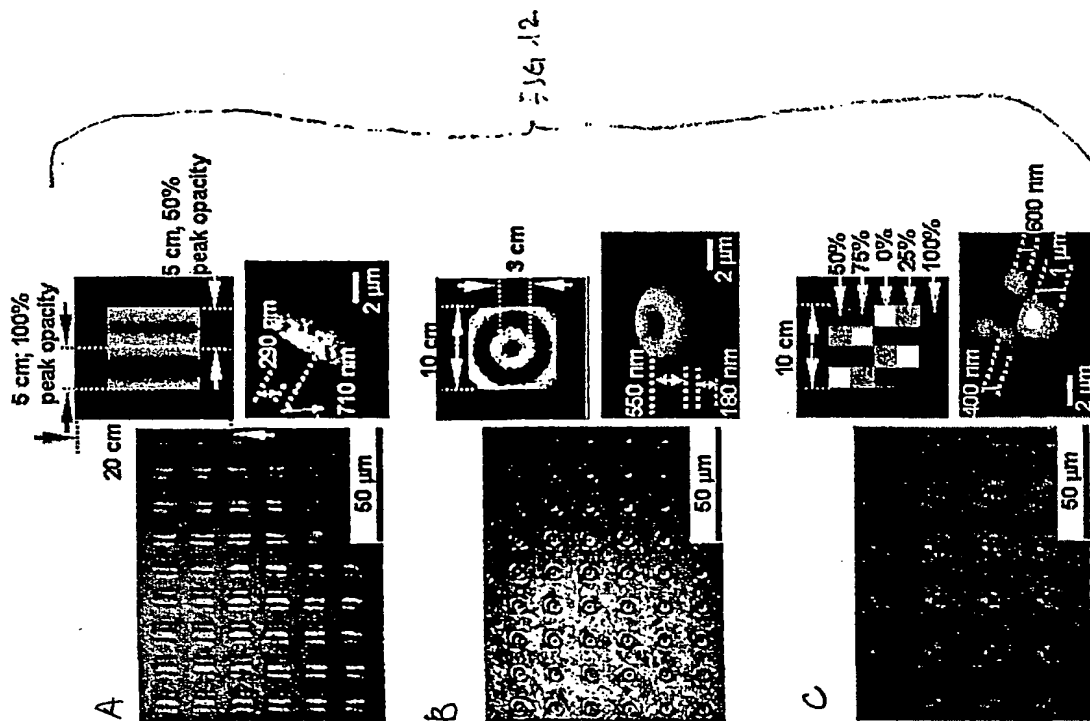 FIG 12
A
5 cm; 100%
peak opacity
20 cm
5 cm, 50%
peak opacity
290 nm
710 nm
2 µm
50 µm
B
10 cm
3 cm
550 nm
180 nm
2 µm
50 µm
C
10 cm
50%
75%
0%
25%
100%
400 nm
600 nm
1 µm
2 µm
50 µm